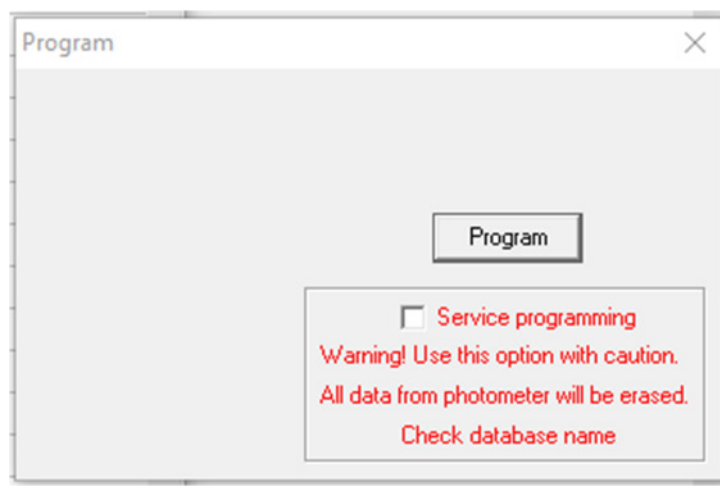 Program
Program
Service programming
Warning! Use this option with caution.
All data from photometer will be erased.
Check database name